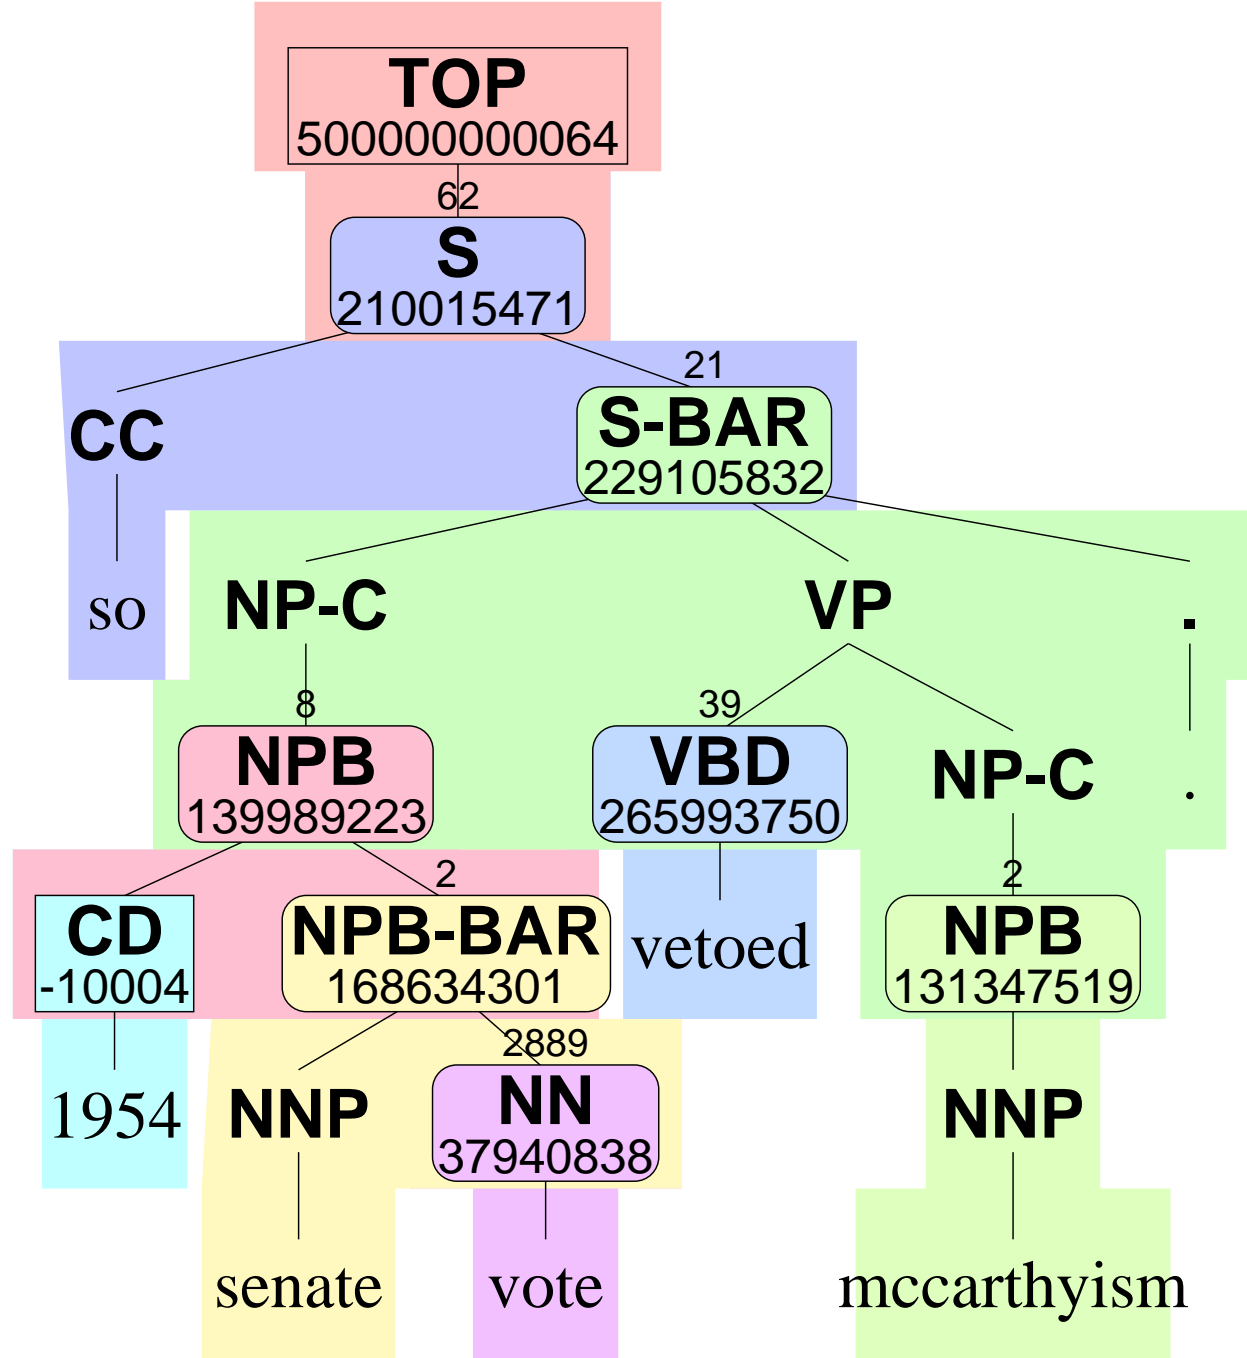 TOP
500000000064
62
S
210015471
21
CC S-BAR
229105832
so NP-C VP .
8 39
NPB VBD NP-C .
139989223 265993750
2 2
CD NPB-BAR vetoed NPB
-10004 168634301 131347519
2889
1954 NNP NN NNP
37940838
senate vote mccarthyism